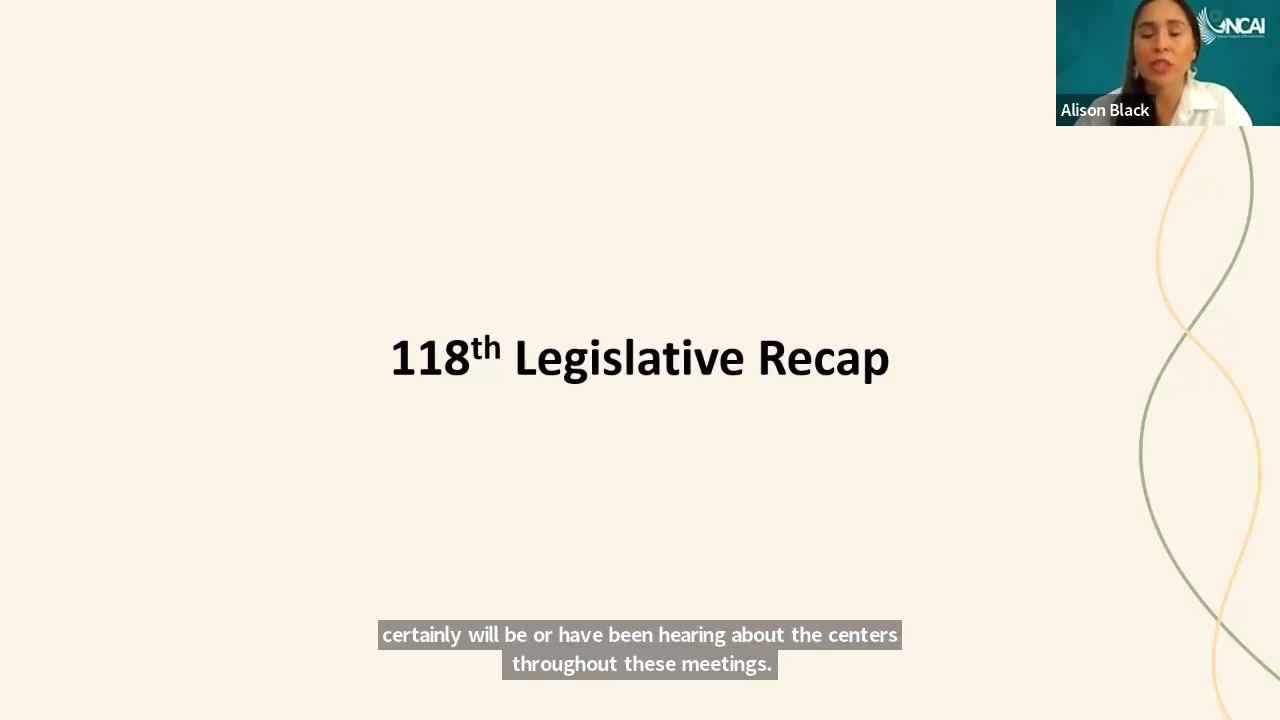 NCAI
Alison Black
118th Legislative Recap
certainly will be or have been hearing about the centers
throughout these meetings.